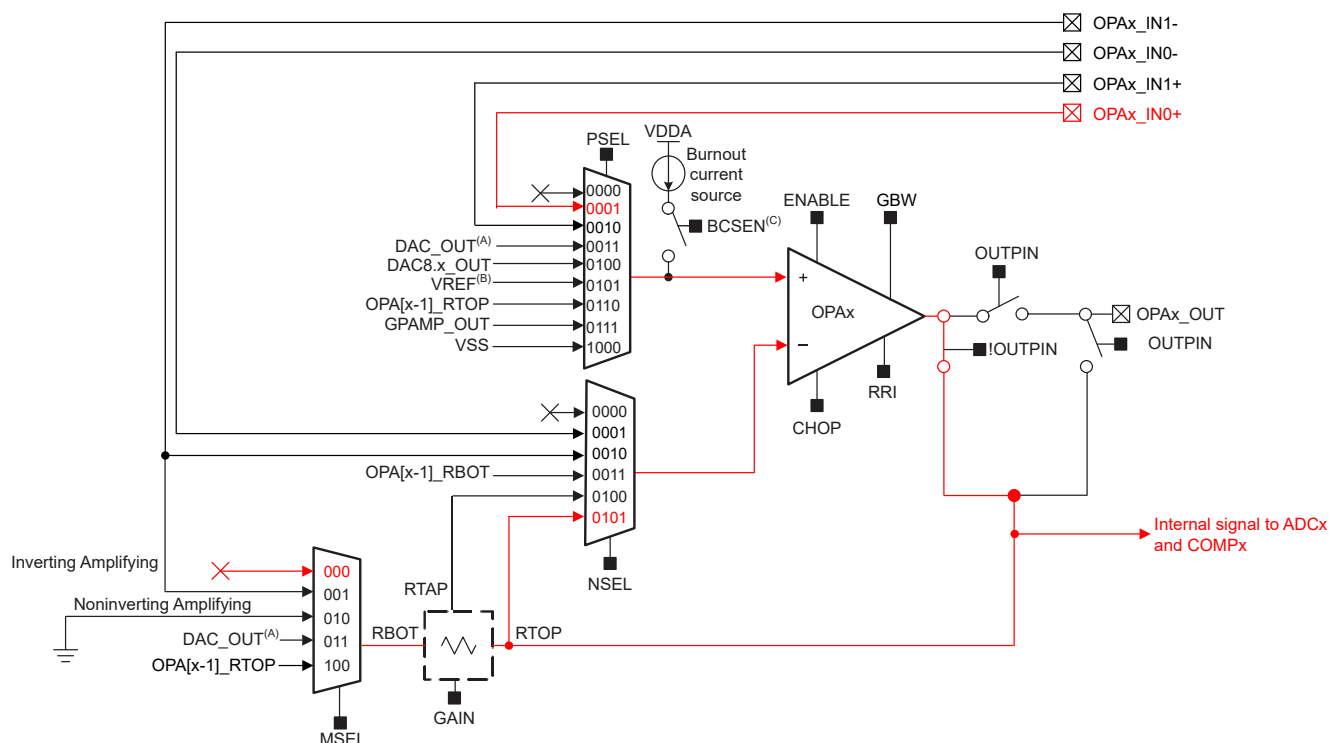 OPAx_IN1-
OPAx_IN0-
OPAx_IN1+
OPAx_IN0+
PSEL
VDDA
Burnout
current
source
BCSEN(C)
0000
0001
0010
0011
0100
0101
0110
0111
1000
DAC_OUT(A)
DAC8.x_OUT
VREF(B)
OPA[x-1]_RTOP
GPAMP_OUT
VSS
ENABLE
GBW
+
OPAx
−
CHOP
RRI
OUTPIN
OPAx_OUT
!OUTPIN
OUTPIN
0000
0001
0010
0011
0100
0101
OPA[x-1]_RBOT
NSEL
Internal signal to ADCx
and COMPx
Inverting Amplifying
Noninverting Amplifying
DAC_OUT(A)
OPA[x-1]_RTOP
000
001
010
011
100
MSEL
RBOT
RTAP
RTOP
GAIN